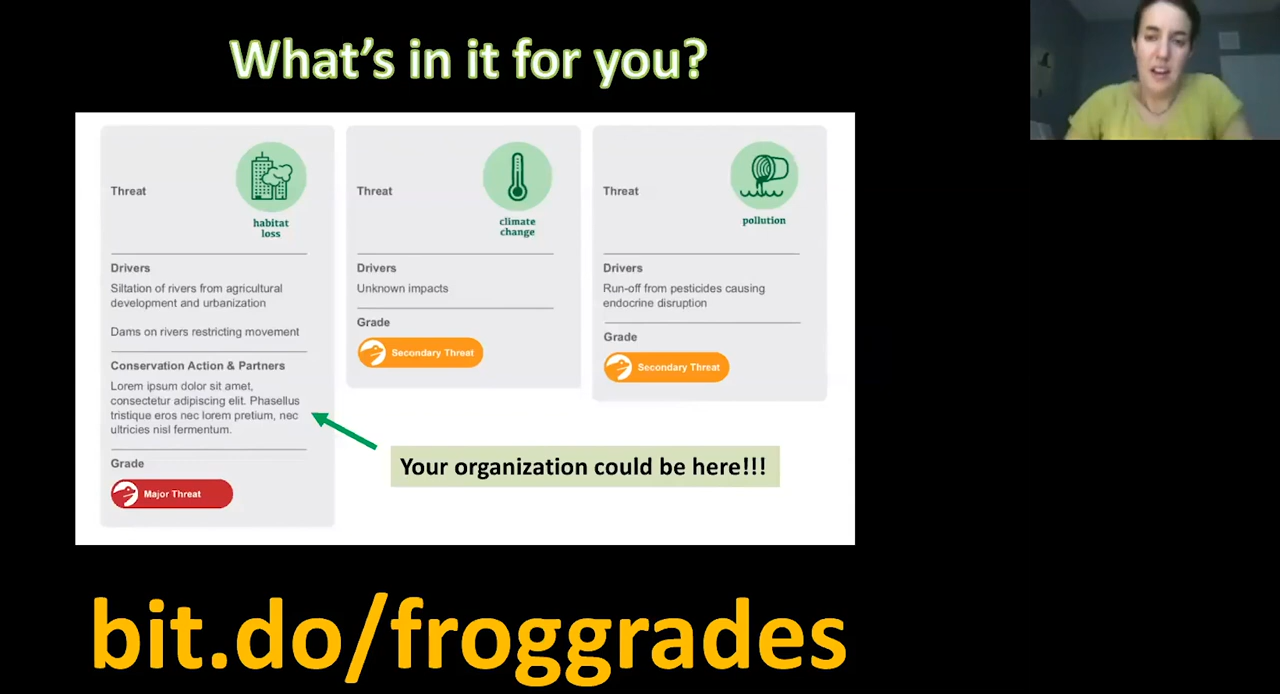 What's in it for you?
Threat
habitat
loss
Drivers
Siltation of rivers from agricultural
development and urbanization
Dams on rivers restricting movement
Conservation Action & Partners
Lorem ipsum dolor sit amet,
consectetur adipiscing elit. Phasellus
tristique eros nec lorem pretium, nec
ultricies nisl fermentum.
Grade
Major Threat
Threat
climate
change
Drivers
Unknown impacts
Grade
Secondary Threat
Threat
pollution
Drivers
Run-off from pesticides causing
endocrine disruption
Grade
Secondary Threat
Your organization could be here!!!
bit.do/froggrades